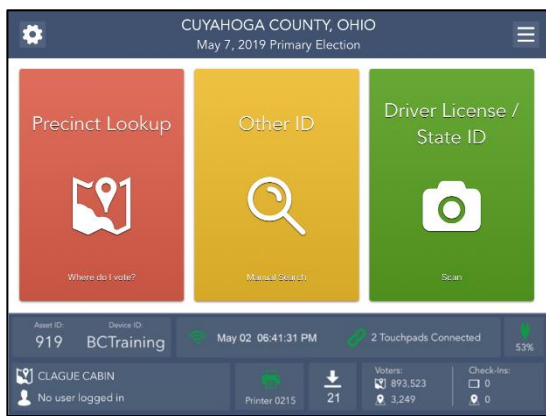 CUYAHOGA COUNTY, OHIO
May 7, 2019 Primary Election
Precinct Lookup
Where do I vote?
Other ID
Manual Search
Driver License /
State ID
Scan
Asset ID:
919
Device ID:
BCTraining
May 02 06:41:31 PM
2 Touchpads Connected
53%
CLAGUE CABIN
No user logged in
Printer 0215
21
Voters:
893,523
3,249
Check-Ins:
0
0